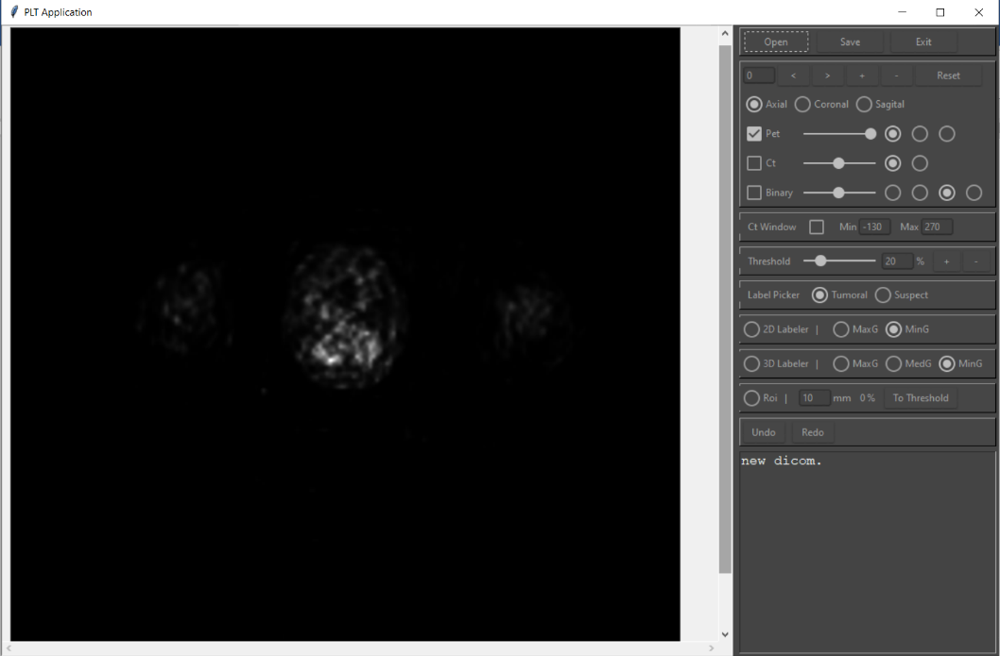 PLT Application
Open Save Exit
0 < > + - Reset
Axial Coronal Sagital
Pet
Ct
Binary
Ct Window Min -130 Max 270
Threshold 20 % + -
Label Picker Tumoral Suspect
2D Labeler | MaxG MinG
3D Labeler | MaxG MedG MinG
Roi | 10 mm 0 % To Threshold
Undo Redo
new dicom.